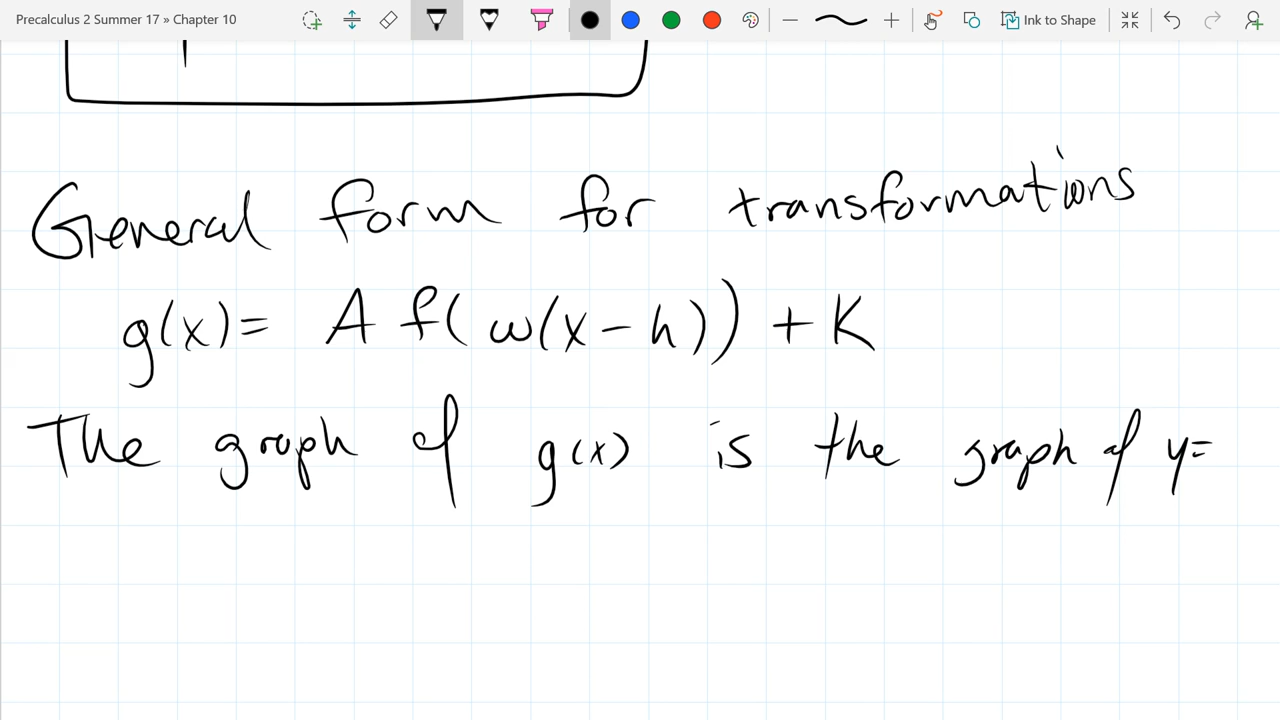 Precalculus 2 Summer 17 » Chapter 10
Ink to Shape
General form for transformations
g(x) = A f(ω(x - h)) + K
The graph of g(x) is the graph of y=